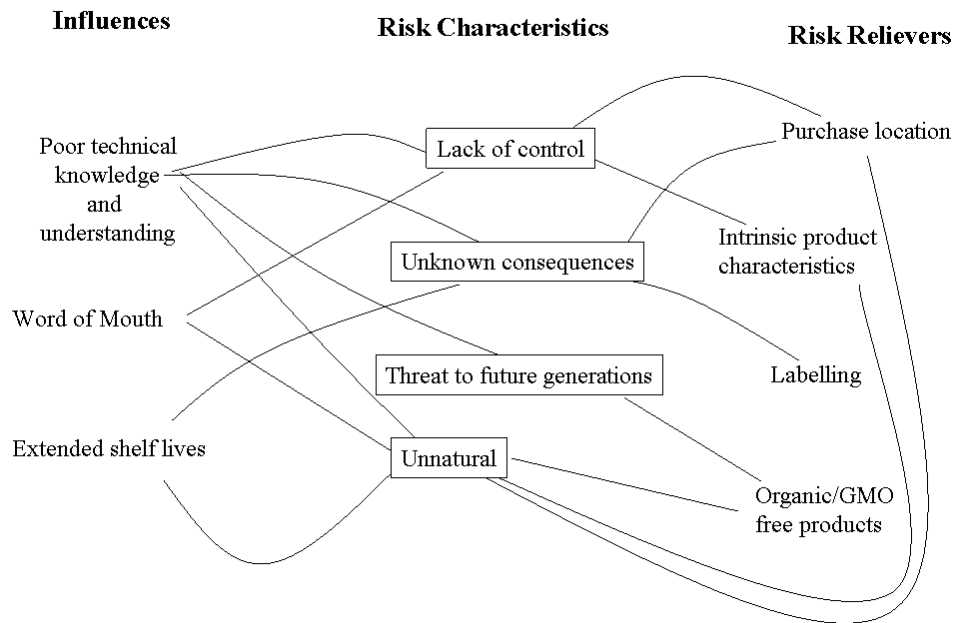 Influences
Risk Characteristics
Risk Relievers
Poor technical
knowledge
and
understanding
Word of Mouth
Extended shelf lives
Lack of control
Unknown consequences
Threat to future generations
Unnatural
Purchase location
Intrinsic product
characteristics
Labelling
Organic/GMO
free products